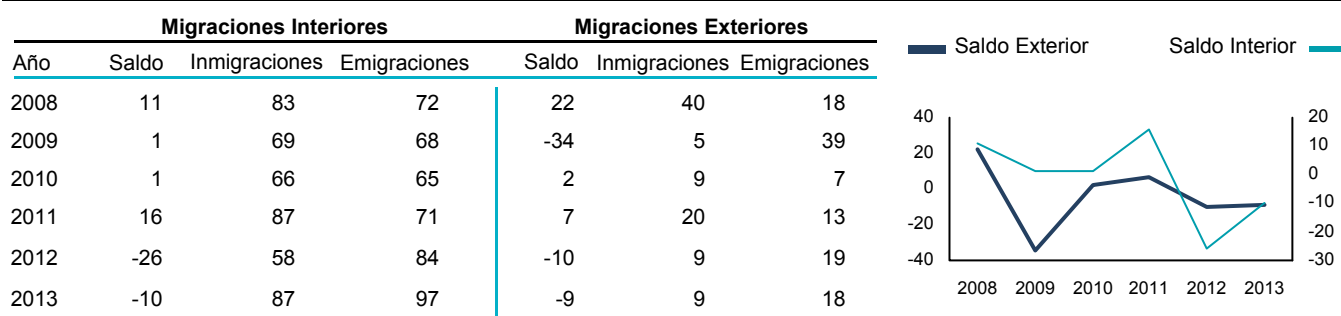 Migraciones Interiores Migraciones Exteriores
Año Saldo Inmigraciones Emigraciones Saldo Inmigraciones Emigraciones
2008 11 83 72 22 40 18
2009 1 69 68 -34 5 39
2010 1 66 65 2 9 7
2011 16 87 71 7 20 13
2012 -26 58 84 -10 9 19
2013 -10 87 97 -9 9 18
Saldo Exterior Saldo Interior
40 20
20 10
0 0
-20 -10
-40 -20
-30
2008 2009 2010 2011 2012 2013